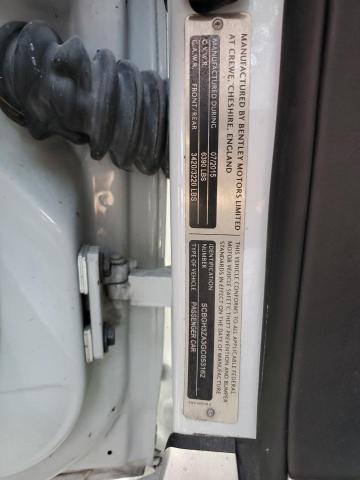 MANUFACTURED BY BENTLEY MOTORS LIMITED
AT CREWE, CHESHIRE, ENGLAND
MANUFACTURED DURING 07/2015
G.V.W.R. 6390 LBS
G.A.W.R. FRONT/REAR 3420/3220 LBS
THIS VEHICLE CONFORMS TO ALL APPLICABLE FEDERAL
MOTOR VEHICLE SAFETY, THEFT PREVENTION AND BUMPER
STANDARDS IN EFFECT ON THE DATE OF MANUFACTURE
IDENTIFICATION
NUMBER SCBGH3ZA3GC053162
TYPE OF VEHICLE PASSENGER CAR